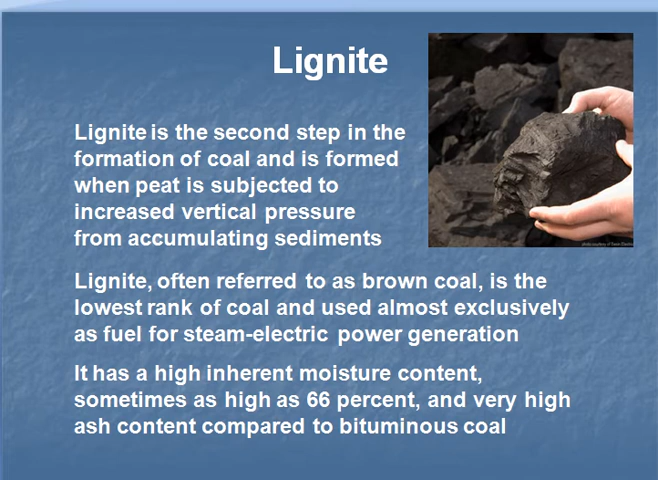 Lignite
Lignite is the second step in the
formation of coal and is formed
when peat is subjected to
increased vertical pressure
from accumulating sediments
Lignite, often referred to as brown coal, is the
lowest rank of coal and used almost exclusively
as fuel for steam-electric power generation
It has a high inherent moisture content,
sometimes as high as 66 percent, and very high
ash content compared to bituminous coal